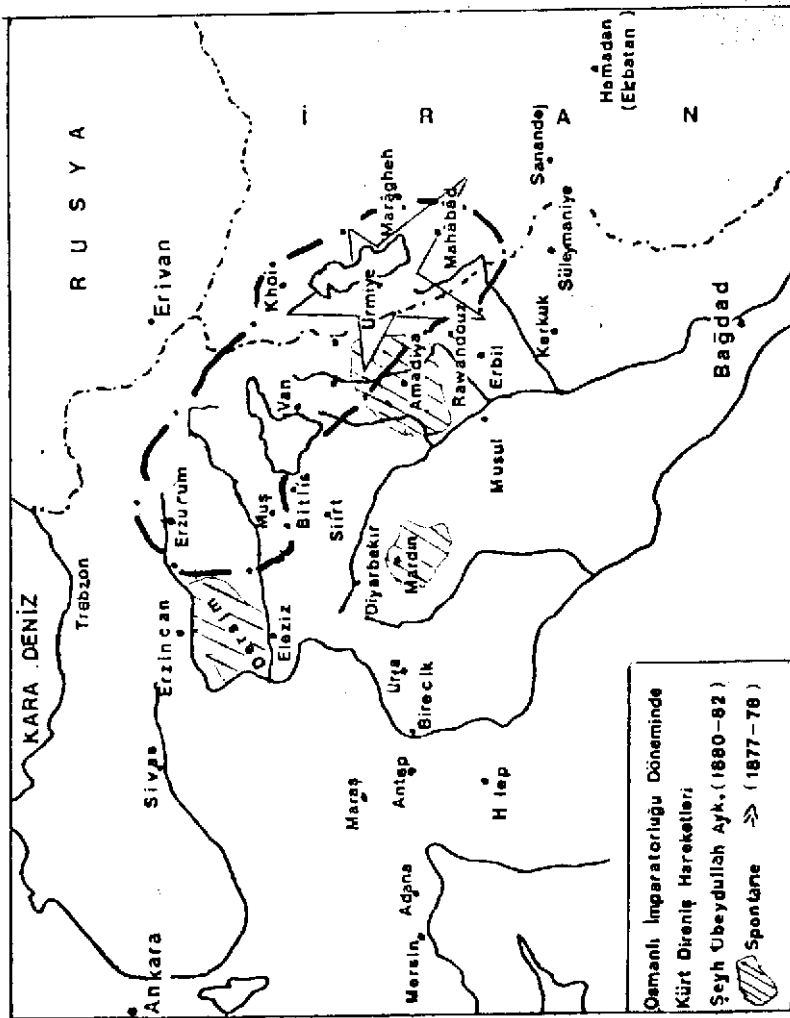 RUSYA
KARA DENİZ
Trabzon
Erivan
İRAN
Hamadan
(Ekbatan)
Sanandej
Süleymaniye
Maragheh
Mahabad
Khoi
Urmiye
Erzurum
Erzincan
Sivas
Ankara
Dersim
Elaziz
Muş
Bitlis
Siirt
Van
Amadiya
Rawandouz
Erbil
Kerkuk
Musul
Bağdad
Diyarbekir
Mardin
Urfa
Birecik
Maraş
Antep
H lep
Adana
Mersin
Osmanlı İmparatorluğu Döneminde
Kürt Direniş Hareketleri
Şeyh Übeydullah Ayk. (1880-82)
Spontane >> (1877-78)